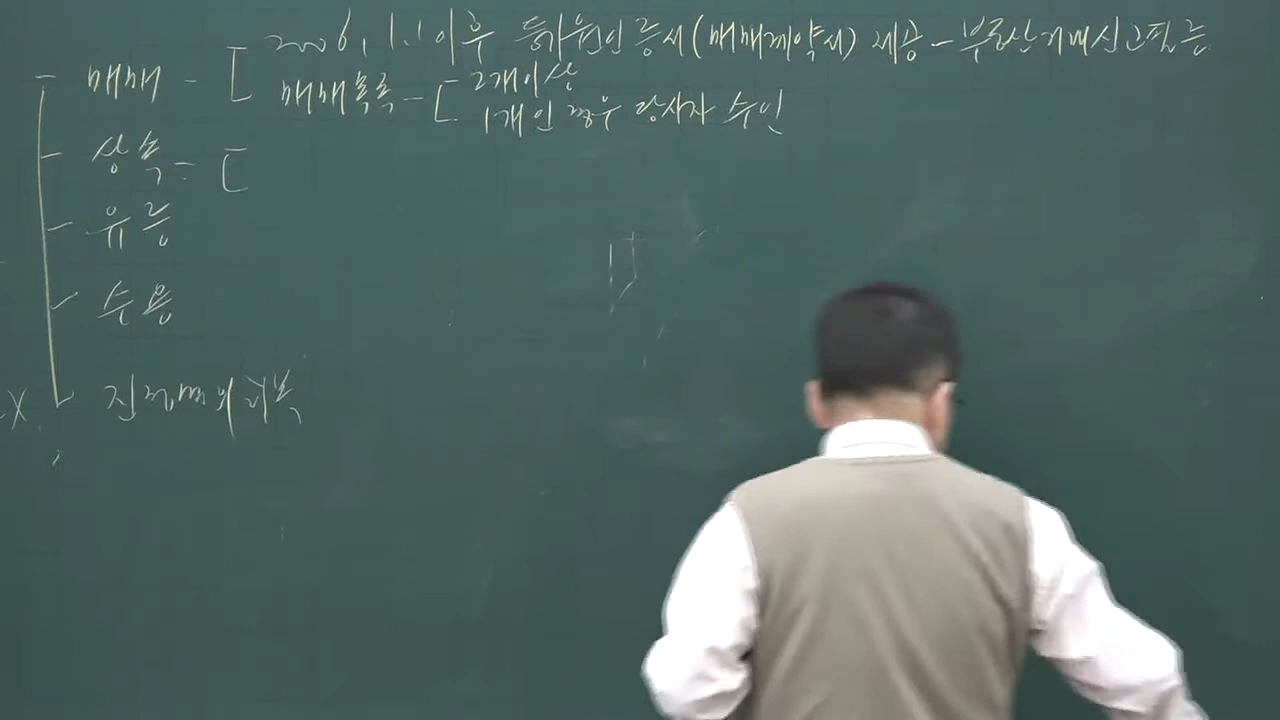 2006, 1.1 이후 등기원인증서(매매계약서) 제공 - 부동산거래신고필증
- 매매 - [ 매매목록 - [ 2개이상
1개인 경우 당사자 수인
- 상속 - [
- 유증
- 수용
X 진정명의회복